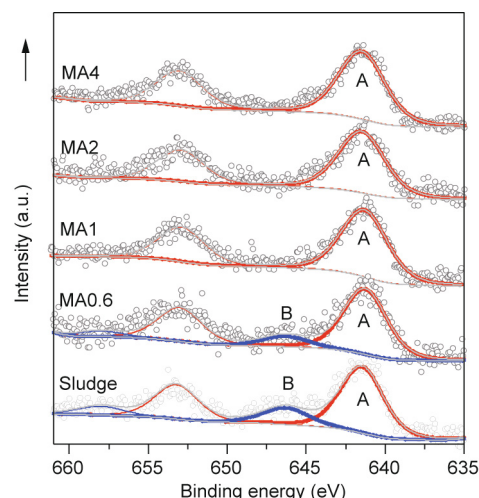 MA4
A
MA2
A
MA1
A
MA0.6
B
A
Sludge
B
A
Intensity (a.u.)
660 655 650 645 640 635
Binding energy (eV)